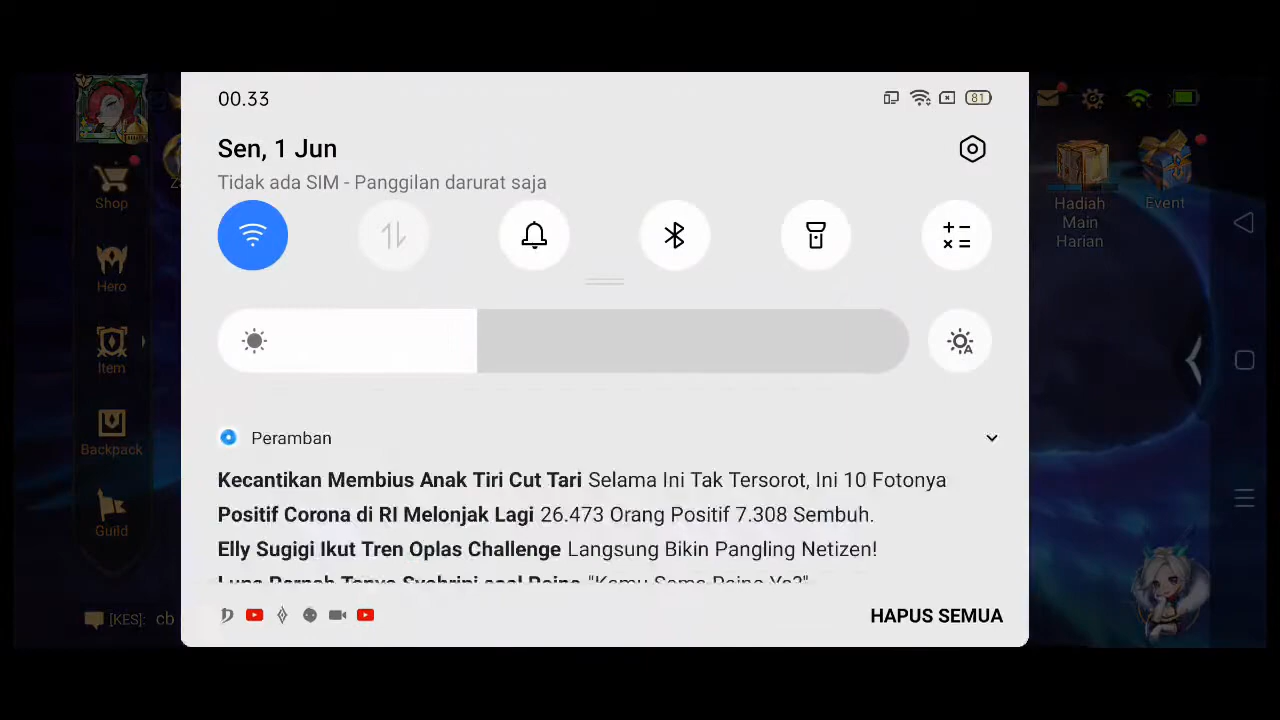 00.33
81
Sen, 1 Jun
Tidak ada SIM - Panggilan darurat saja
Peramban
Kecantikan Membius Anak Tiri Cut Tari Selama Ini Tak Tersorot, Ini 10 Fotonya
Positif Corona di RI Melonjak Lagi 26.473 Orang Positif 7.308 Sembuh.
Elly Sugigi Ikut Tren Oplas Challenge Langsung Bikin Pangling Netizen!
HAPUS SEMUA
Shop
Hero
Item
Backpack
Guild
[KES]: cb
Hadiah
Main
Harian
Event